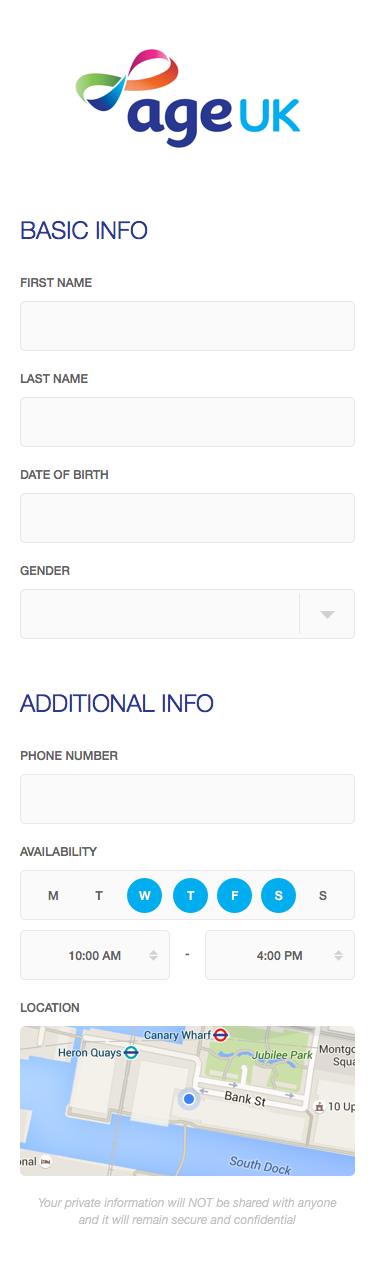 age UK
BASIC INFO
FIRST NAME
LAST NAME
DATE OF BIRTH
GENDER
ADDITIONAL INFO
PHONE NUMBER
AVAILABILITY
M T W T F S S
10:00 AM - 4:00 PM
LOCATION
Canary Wharf
Heron Quays
Jubilee Park
Montgo
Squa
Bank St
10 Up
nal
South Dock
Your private information will NOT be shared with anyone
and it will remain secure and confidential